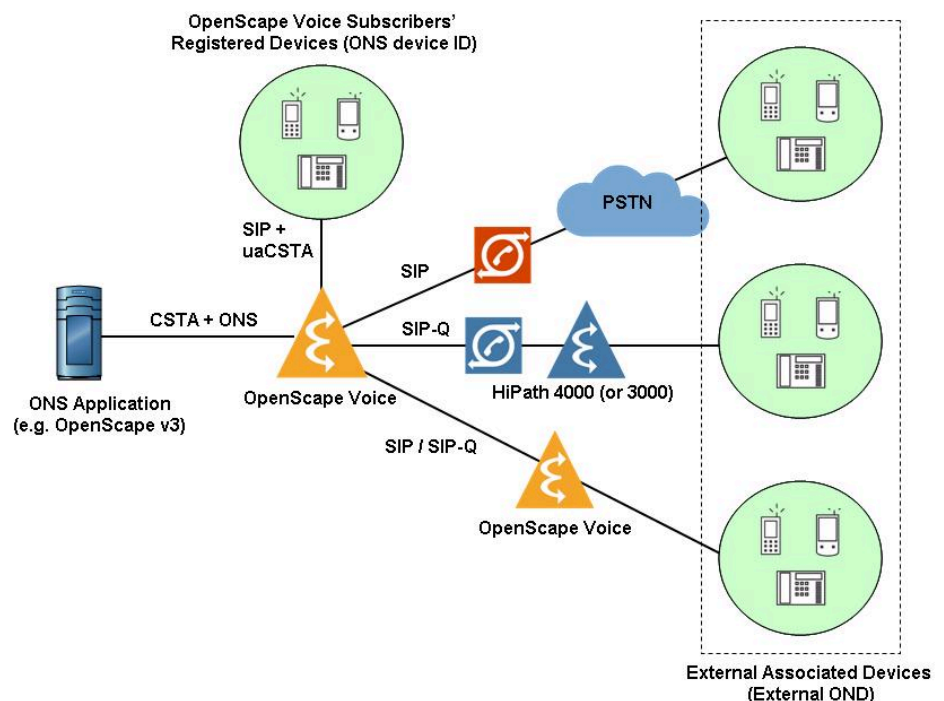 OpenScape Voice Subscribers'
Registered Devices (ONS device ID)
SIP +
uaCSTA
PSTN
SIP
CSTA + ONS
SIP-Q
OpenScape Voice
HiPath 4000 (or 3000)
ONS Application
(e.g. OpenScape v3)
SIP / SIP-Q
OpenScape Voice
External Associated Devices
(External OND)